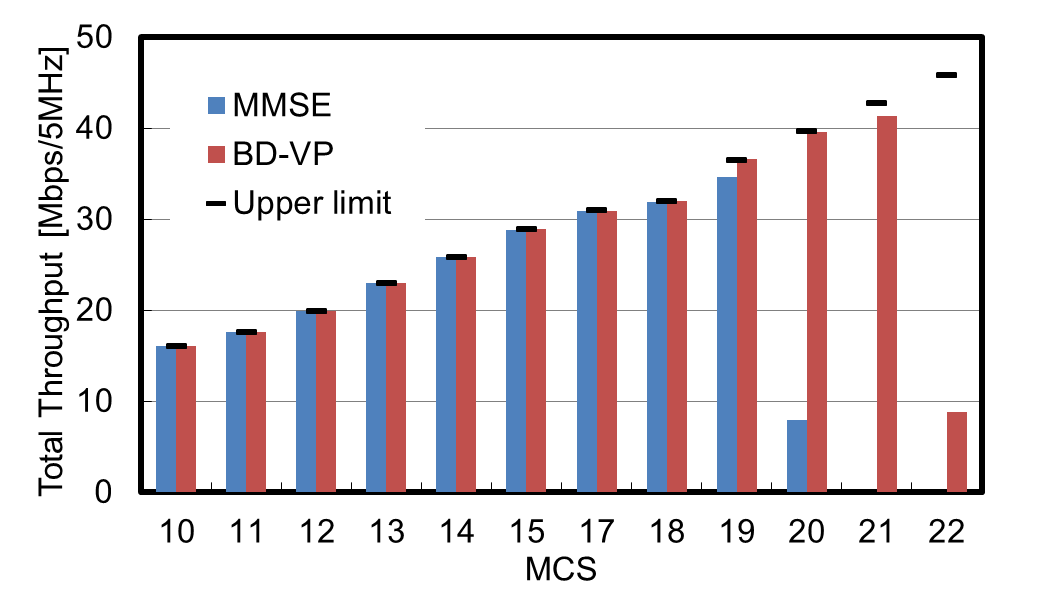 Total Throughput [Mbps/5MHz]
50
40
30
20
10
0
MMSE
BD-VP
Upper limit
10 11 12 13 14 15 17 18 19 20 21 22
MCS